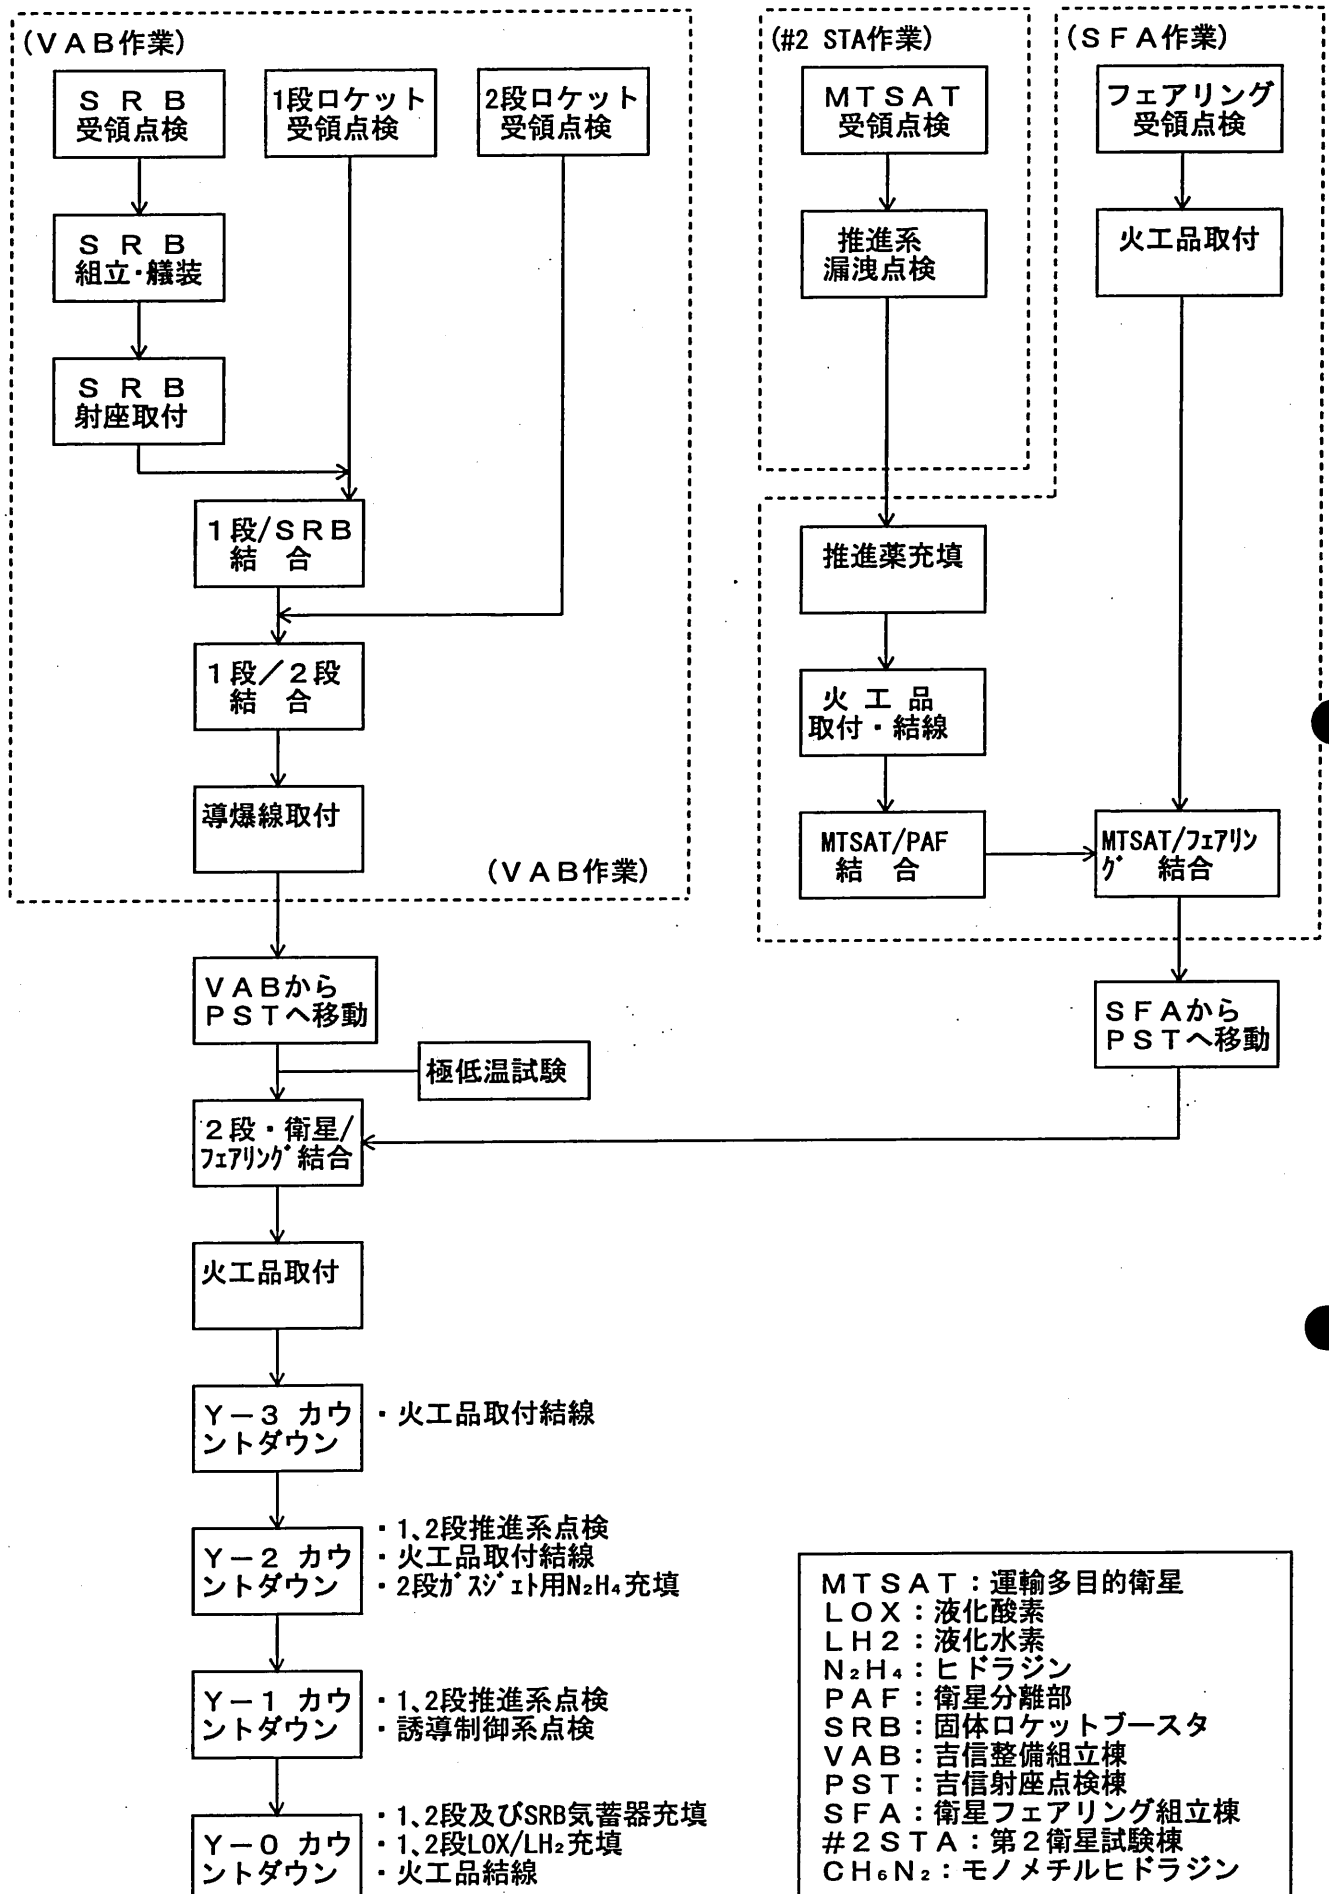 (VAB作業)
SRB
受領点検
1段ロケット
受領点検
2段ロケット
受領点検
SRB
組立・艤装
SRB
射座取付
1段/SRB
結 合
1段/2段
結 合
導爆線取付
(VAB作業)
(#2 STA作業)
MTSAT
受領点検
推進系
漏洩点検
(SFA作業)
フェアリング
受領点検
火工品取付
推進薬充填
火工品
取付・結線
MTSAT/PAF
結 合
MTSAT/フェアリン
グ 結合
VABから
PSTへ移動
極低温試験
SFAから
PSTへ移動
2段・衛星/
フェアリング結合
火工品取付
Y-3 カウ
ントダウン
・火工品取付結線
Y-2 カウ
ントダウン
・1、2段推進系点検
・火工品取付結線
・2段ガスジェト用N₂H₄充填
Y-1 カウ
ントダウン
・1、2段推進系点検
・誘導制御系点検
Y-0 カウ
ントダウン
・1、2段及びSRB気蓄器充填
・1、2段LOX/LH₂充填
・火工品結線
MTSAT:運輸多目的衛星
LOX:液化酸素
LH2:液化水素
N₂H₄:ヒドラジン
PAF:衛星分離部
SRB:固体ロケットブースタ
VAB:吉信整備組立棟
PST:吉信射座点検棟
SFA:衛星フェアリング組立棟
#2STA:第2衛星試験棟
CH₆N₂:モノメチルヒドラジン